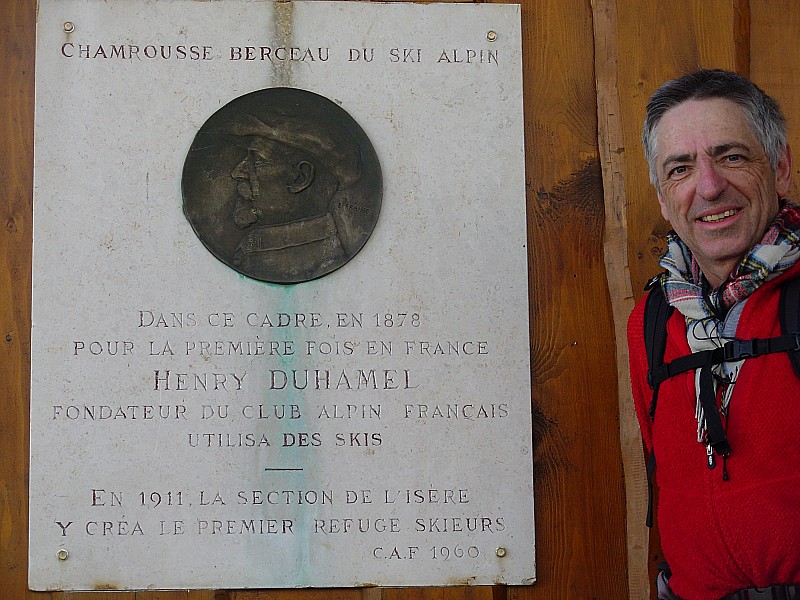 CHAMROUSSE BERCEAU DU SKI ALPIN
DANS CE CADRE, EN 1878
POUR LA PREMIÈRE FOIS EN FRANCE
HENRY DUHAMEL
FONDATEUR DU CLUB ALPIN FRANÇAIS
UTILISA DES SKIS
EN 1911, LA SECTION DE L'ISÈRE
Y CRÉA LE PREMIER REFUGE SKIEURS
C.A.F 1960